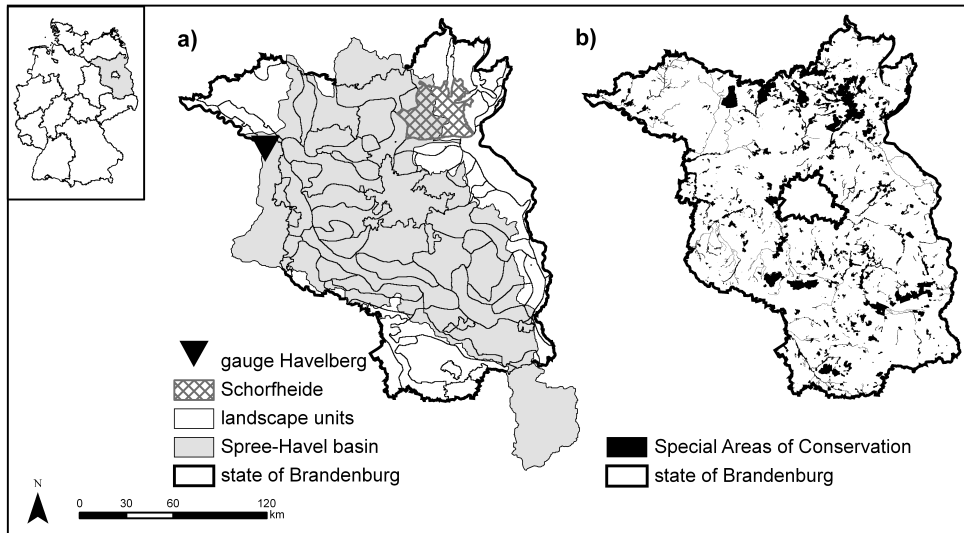 a)
b)
gauge Havelberg
Schorfheide
landscape units
Spree-Havel basin
state of Brandenburg
Special Areas of Conservation
state of Brandenburg
N
0 30 60 120
km